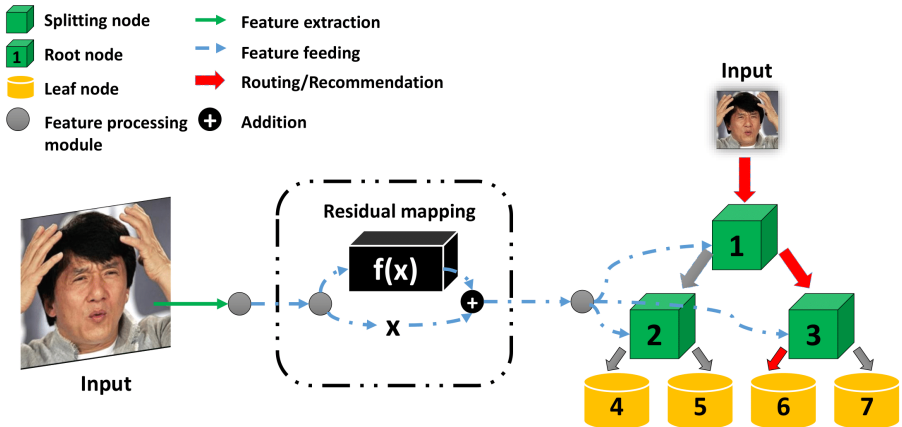 Splitting node
1 Root node
Leaf node
Feature processing
module
Feature extraction
Feature feeding
Routing/Recommendation
+ Addition
Input
Residual mapping
f(x)
x
+
Input
1
2
3
4
5
6
7